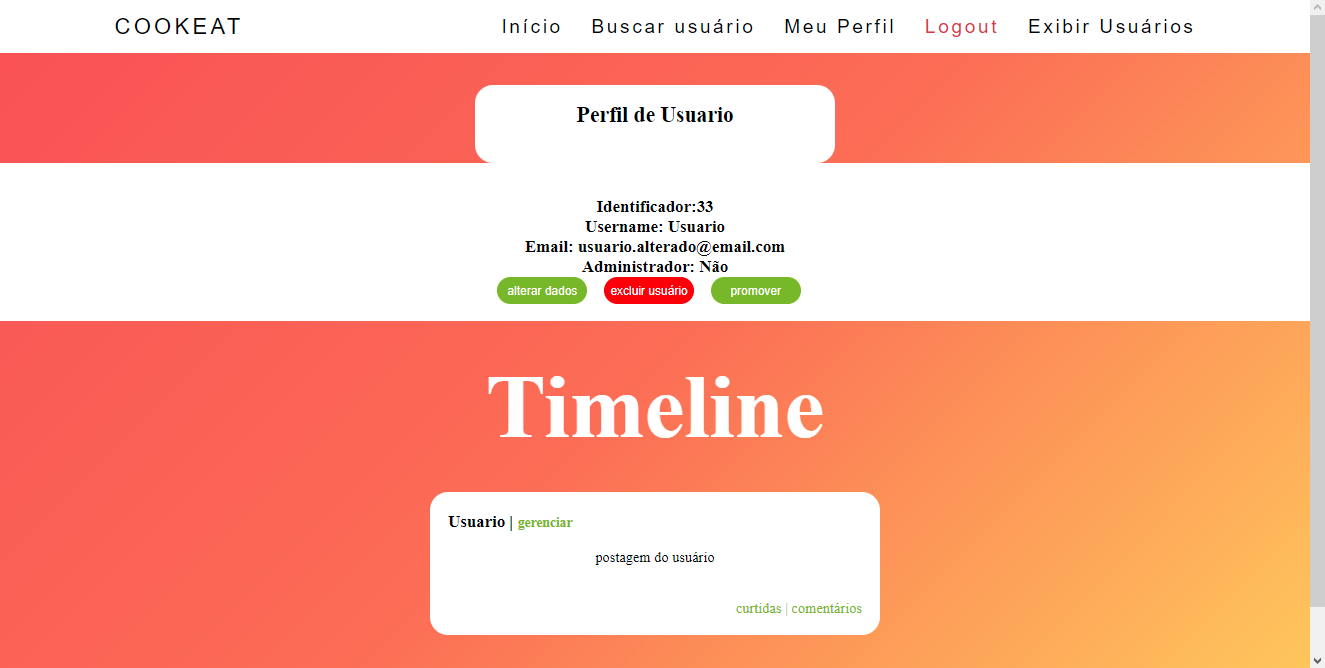 COOKEAT Início Buscar usuário Meu Perfil Logout Exibir Usuários
Perfil de Usuario
Identificador:33
Username: Usuario
Email: usuario.alterado@email.com
Administrador: Não
alterar dados excluir usuário promover
Timeline
Usuario | gerenciar
postagem do usuário
curtidas | comentários